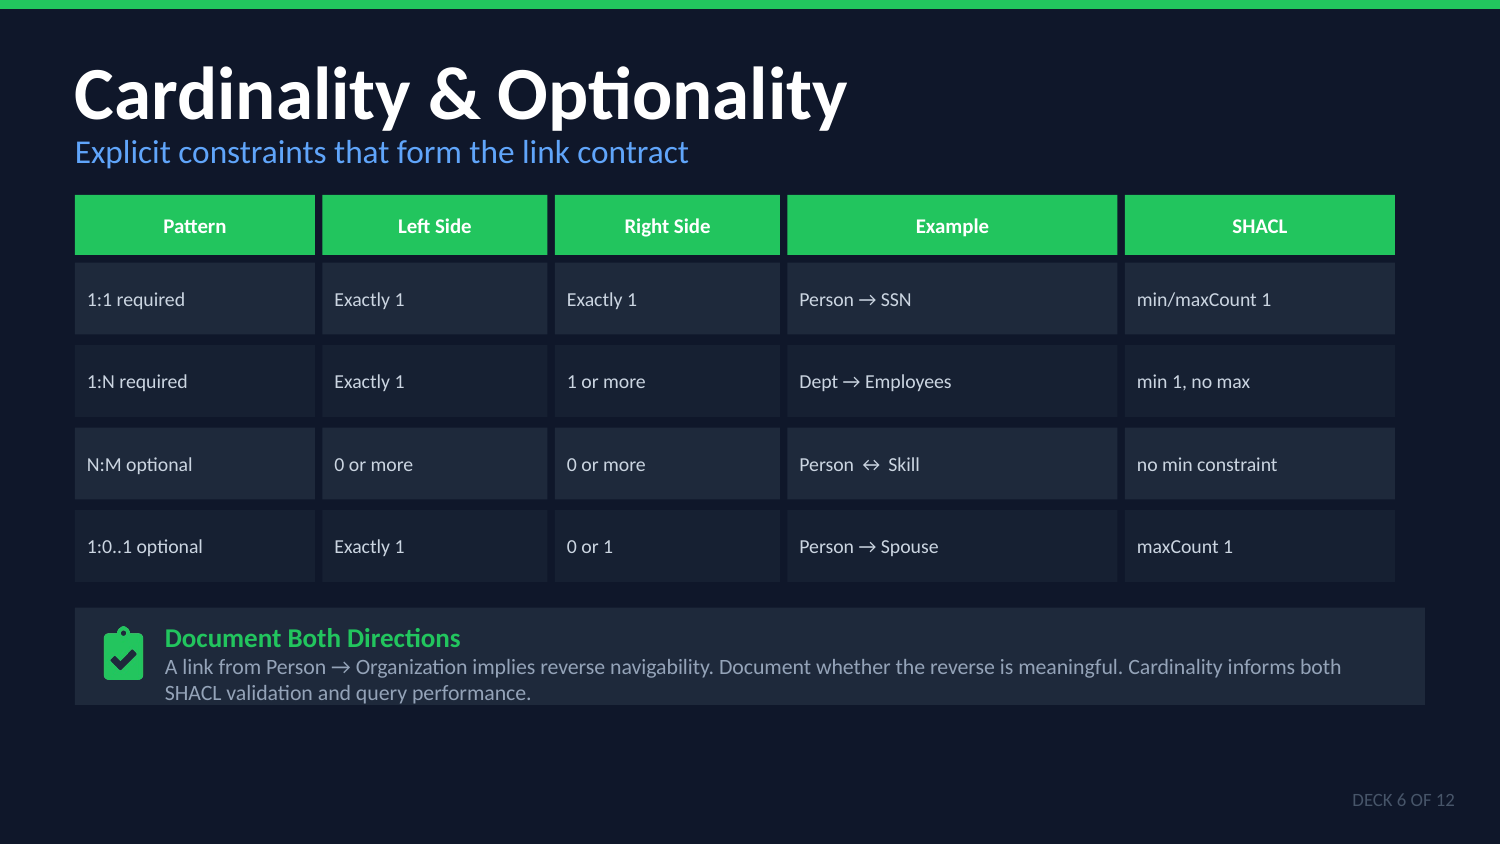 Cardinality & Optionality
Explicit constraints that form the link contract
Pattern Left Side Right Side Example SHACL
1:1 required Exactly 1 Exactly 1 Person → SSN min/maxCount 1
1:N required Exactly 1 1 or more Dept → Employees min 1, no max
N:M optional 0 or more 0 or more Person ↔ Skill no min constraint
1:0..1 optional Exactly 1 0 or 1 Person → Spouse maxCount 1
Document Both Directions
A link from Person → Organization implies reverse navigability. Document whether the reverse is meaningful. Cardinality informs both
SHACL validation and query performance.
DECK 6 OF 12